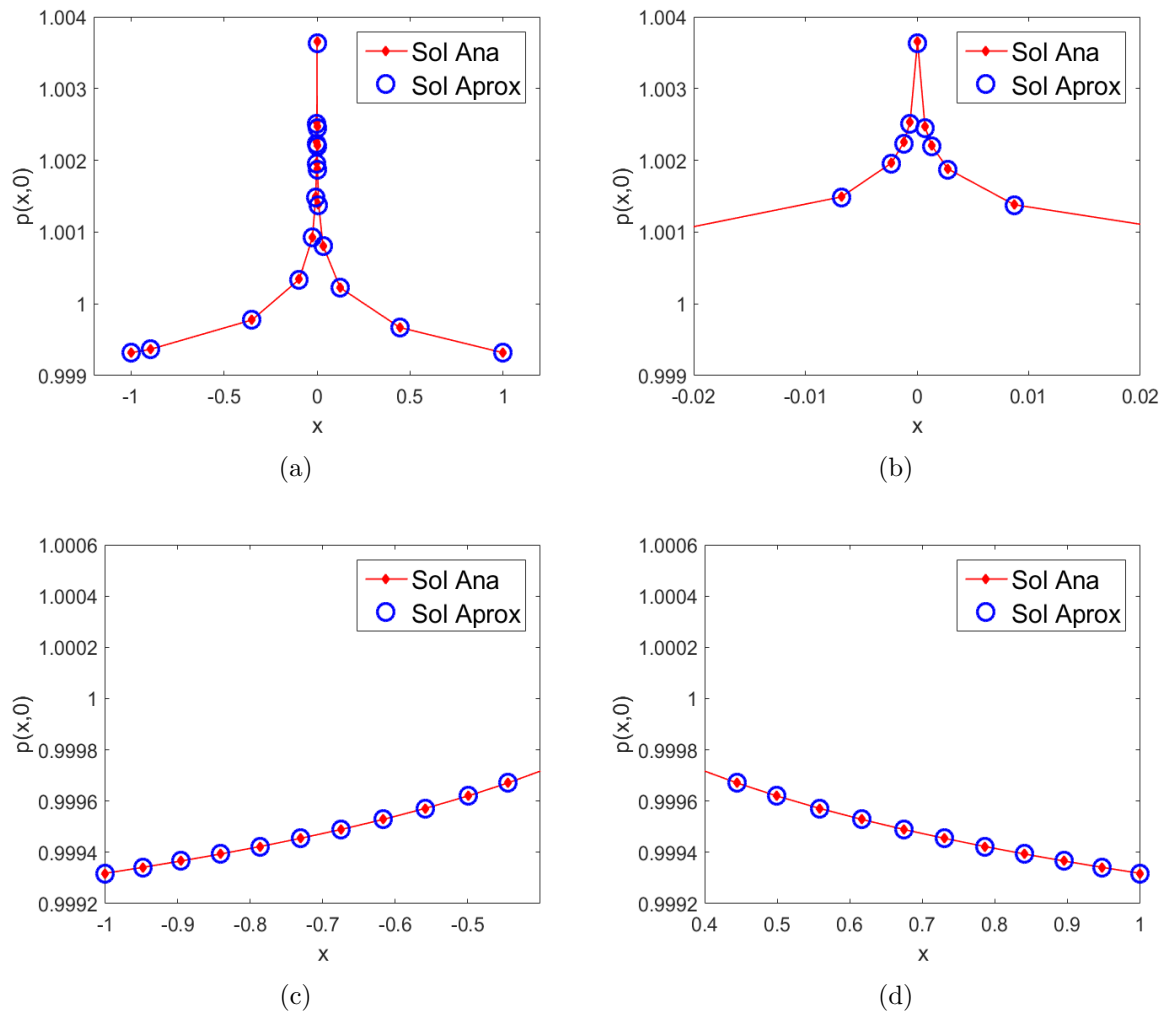 1.004
1.003
1.002
1.001
1
0.999
p(x,0)
-1
-0.5
0
0.5
1
x
Sol Ana
Sol Aprox
(a)
1.004
1.003
1.002
1.001
1
0.999
p(x,0)
-0.02
-0.01
0
0.01
0.02
x
Sol Ana
Sol Aprox
(b)
1.0006
1.0004
1.0002
1
0.9998
0.9996
0.9994
0.9992
p(x,0)
-1
-0.9
-0.8
-0.7
-0.6
-0.5
x
Sol Ana
Sol Aprox
(c)
1.0006
1.0004
1.0002
1
0.9998
0.9996
0.9994
0.9992
p(x,0)
0.4
0.5
0.6
0.7
0.8
0.9
1
x
Sol Ana
Sol Aprox
(d)